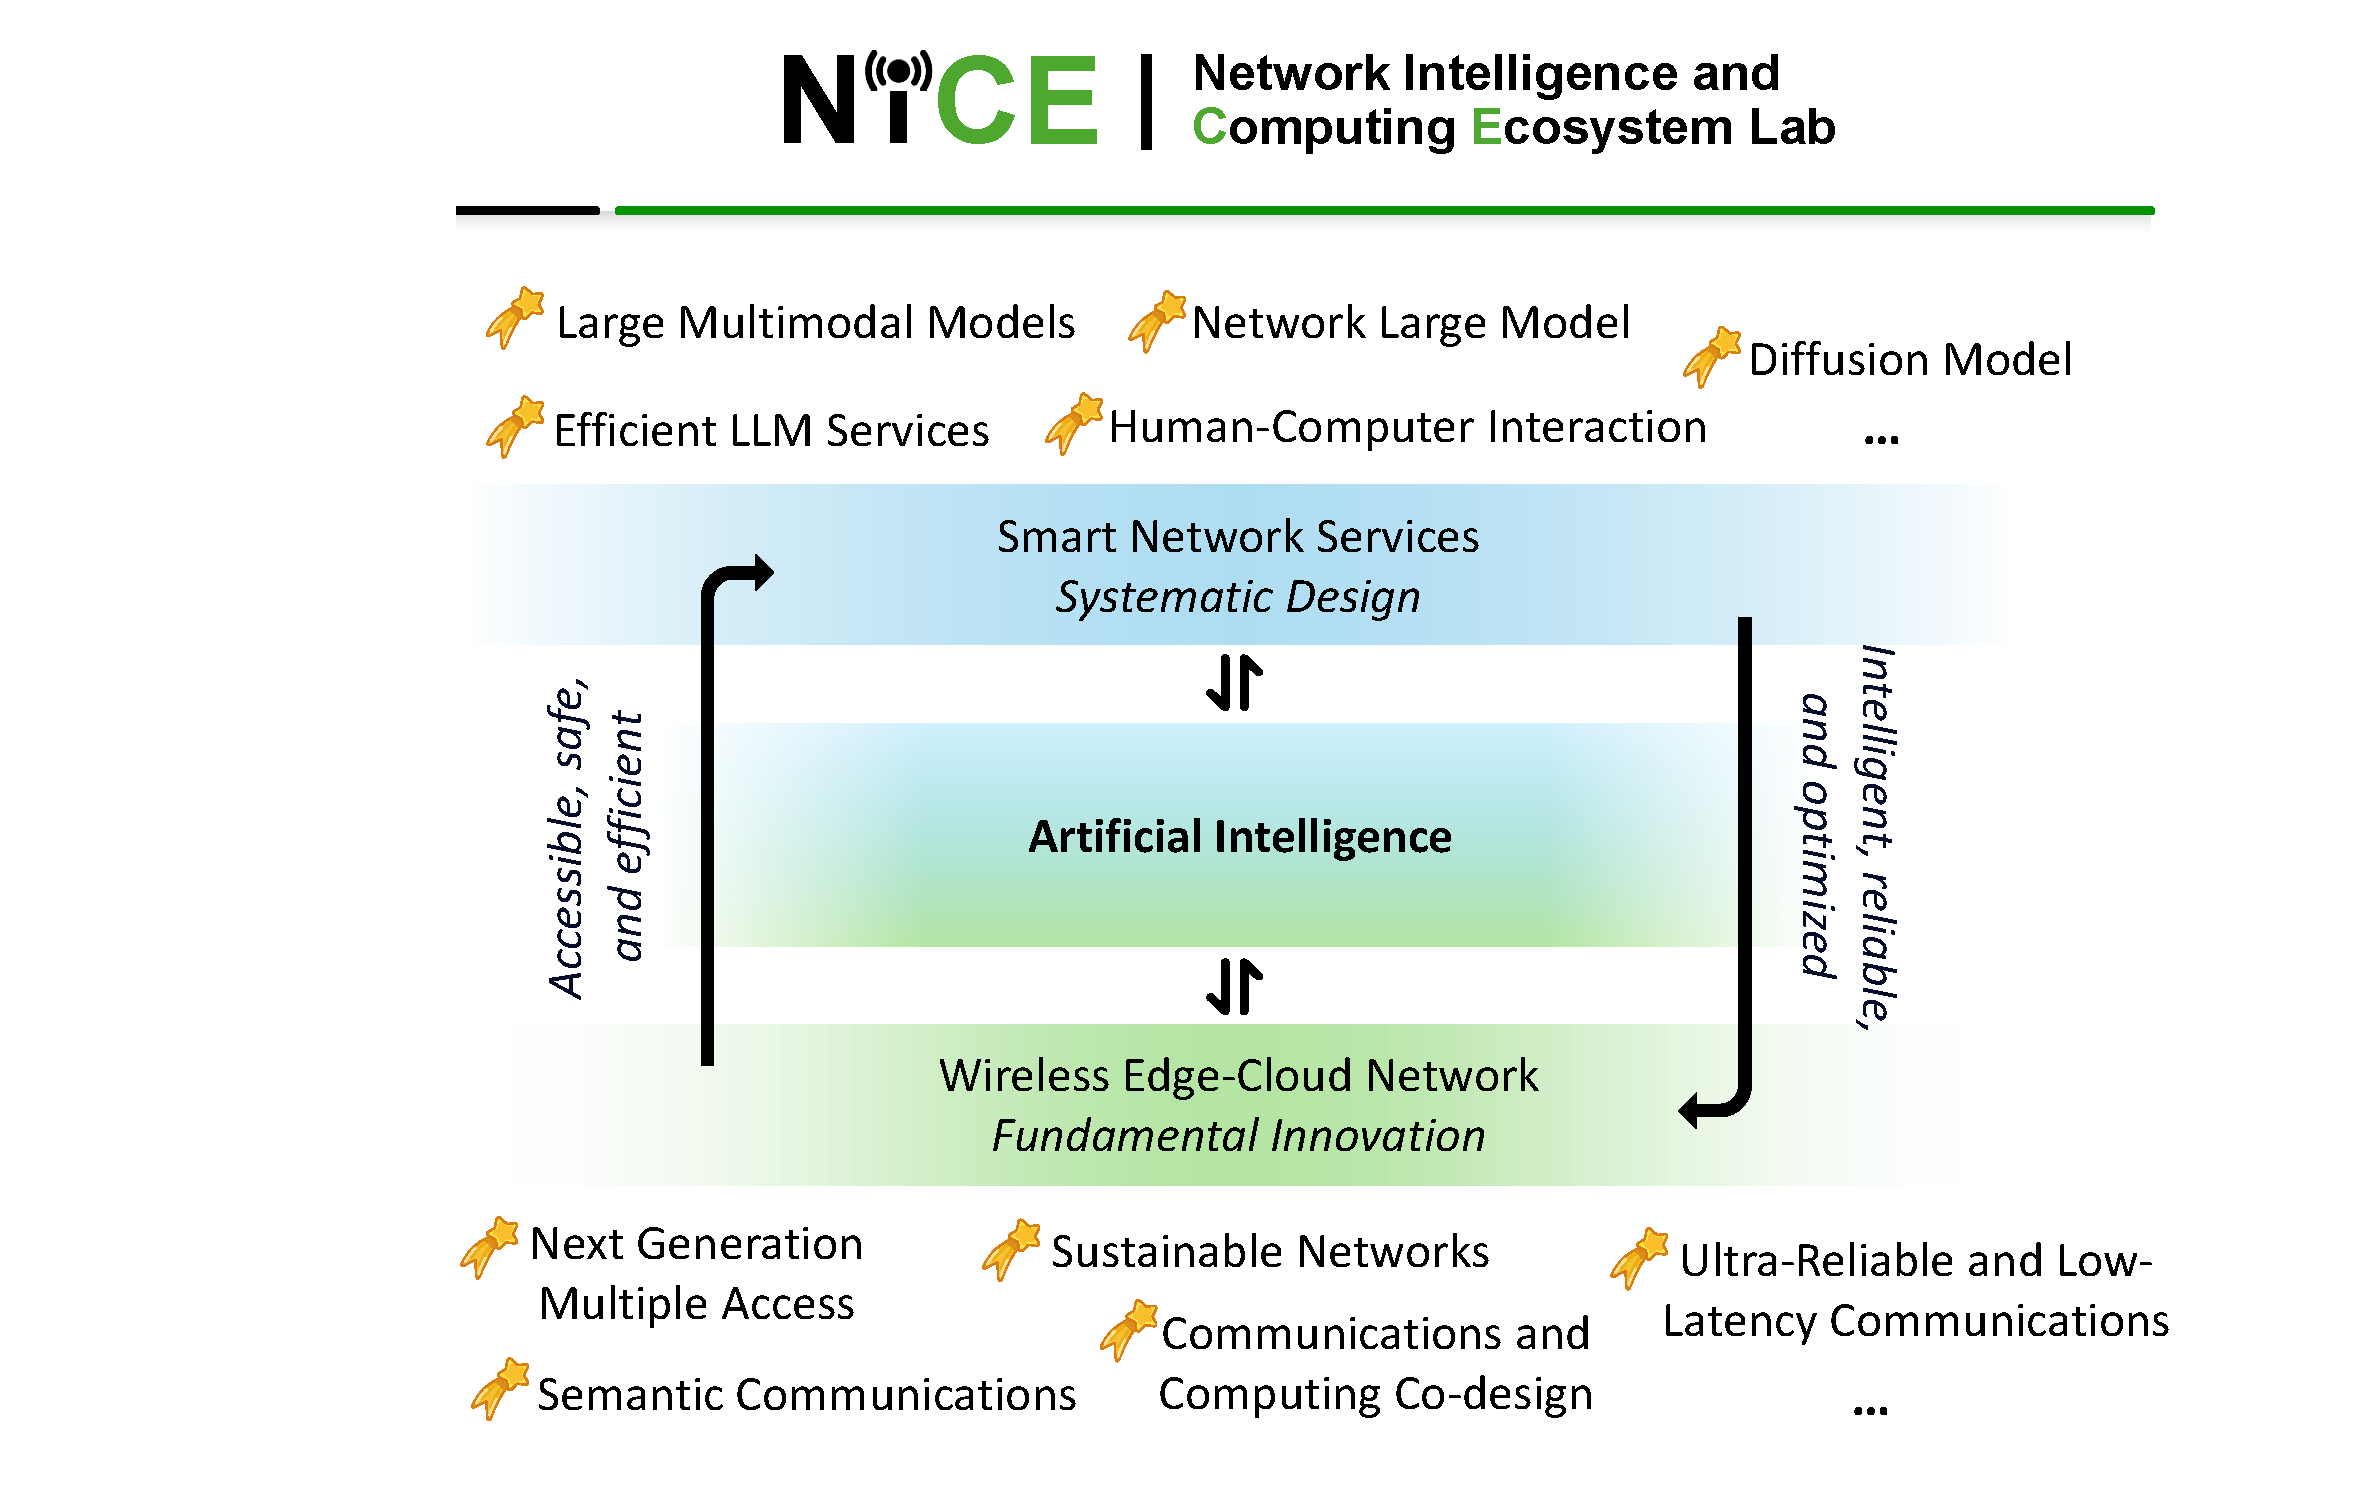 NiCE
Network Intelligence and
Computing Ecosystem Lab
Large Multimodal Models
Network Large Model
Diffusion Model
Efficient LLM Services
Human-Computer Interaction
...
Smart Network Services
Systematic Design
Accessible, safe,
and efficient
Intelligent, reliable,
and optimized
Artificial Intelligence
Wireless Edge-Cloud Network
Fundamental Innovation
Next Generation
Multiple Access
Sustainable Networks
Ultra-Reliable and Low-
Latency Communications
Semantic Communications
Communications and
Computing Co-design
...